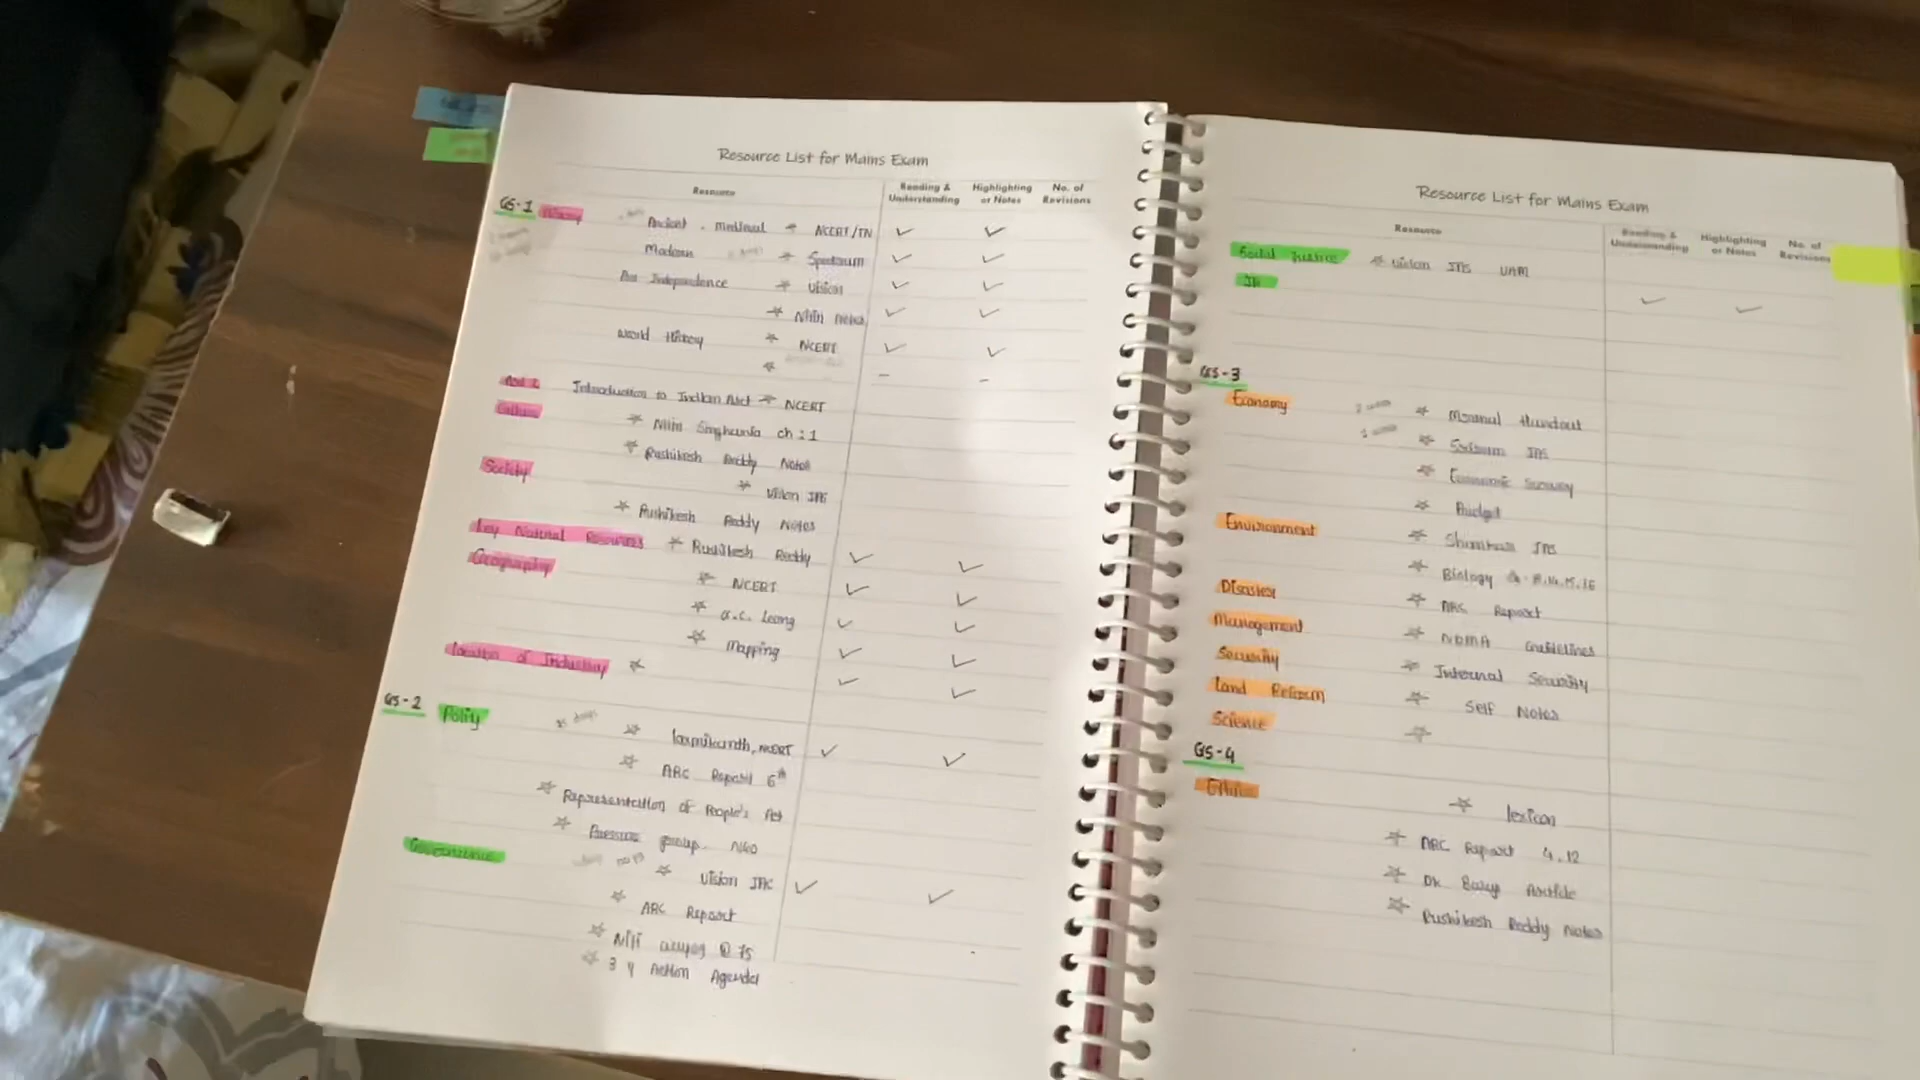 Resource List for Mains Exam
Resource
Reading & Understanding
Highlighting or Notes
No. of Revisions
GS-1 History
Ancient, medieval → NCERT/TN
Modern → Spectrum
Post Independence → Vision
Nitin Notes
World History NCERT
Art &
Culture
Introduction to Indian Art → NCERT
Nitin Singhania ch:1
Rushikesh Reddy Notes
Society
Vision IAS
Rushikesh Reddy Notes
Key Natural Resources Rushikesh Reddy
Geography
NCERT
G.C. Leong
Mapping
Location of Industry
GS-2 Polity
Laxmikanth, NCERT
ARC Report 6th
Representation of People's Act
Pressure group. NGO
Governance
Vision IAS
ARC Report
Niti aayog @ 75
3 Y Action Agenda
Resource List for Mains Exam
Resource
Reading & Understanding
Highlighting or Notes
No. of Revisions
Social Justice Vision IAS VAM
IR
GS-3
Economy
Mrunal Handout
IAS
Economic Survey
Budget
Environment
Shankar IAS
Biology
Disaster
Management
ARC Report
NDMA Guidelines
Security
Internal Security
Land Reform
Self Notes
Science
GS-4
Ethics
lexicon
ARC Report 4.12
Article
Rushikesh Reddy Notes